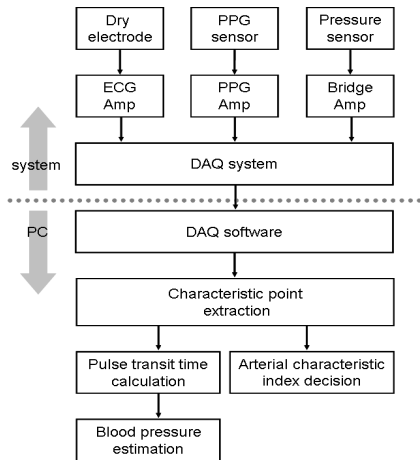 Dry
electrode
PPG
sensor
Pressure
sensor
ECG
Amp
PPG
Amp
Bridge
Amp
system
DAQ system
PC
DAQ software
Characteristic point
extraction
Pulse transit time
calculation
Arterial characteristic
index decision
Blood pressure
estimation